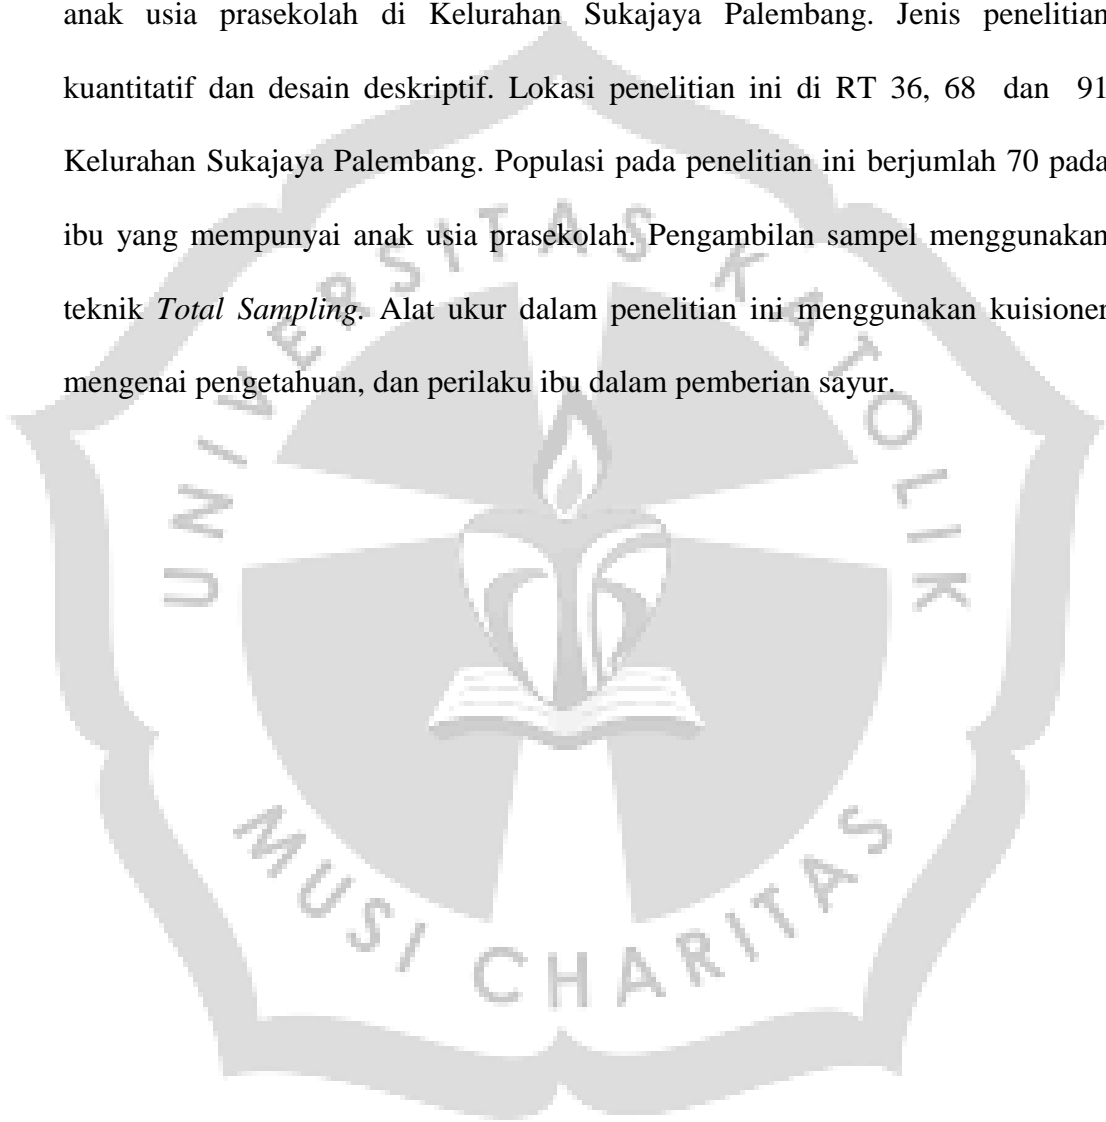 anak usia prasekolah di Kelurahan Sukajaya Palembang. Jenis penelitian
kuantitatif dan desain deskriptif. Lokasi penelitian ini di RT 36, 68 dan 91
Kelurahan Sukajaya Palembang. Populasi pada penelitian ini berjumlah 70 pada
ibu yang mempunyai anak usia prasekolah. Pengambilan sampel menggunakan
teknik Total Sampling. Alat ukur dalam penelitian ini menggunakan kuisioner
mengenai pengetahuan, dan perilaku ibu dalam pemberian sayur.
UNIVERSITAS KATOLIK
MUSI CHARITAS